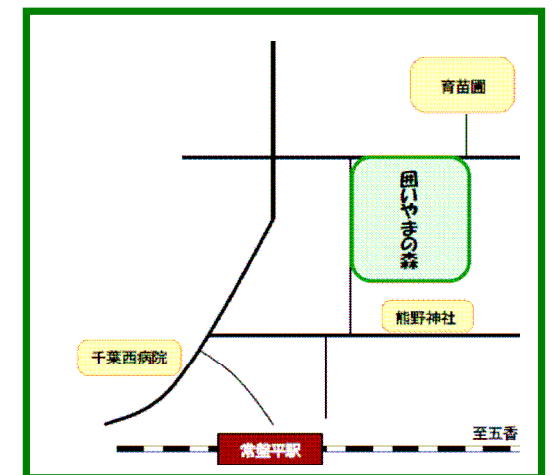 育苗圃
囲いやまの森
熊野神社
千葉西病院
至五香
常盤平駅